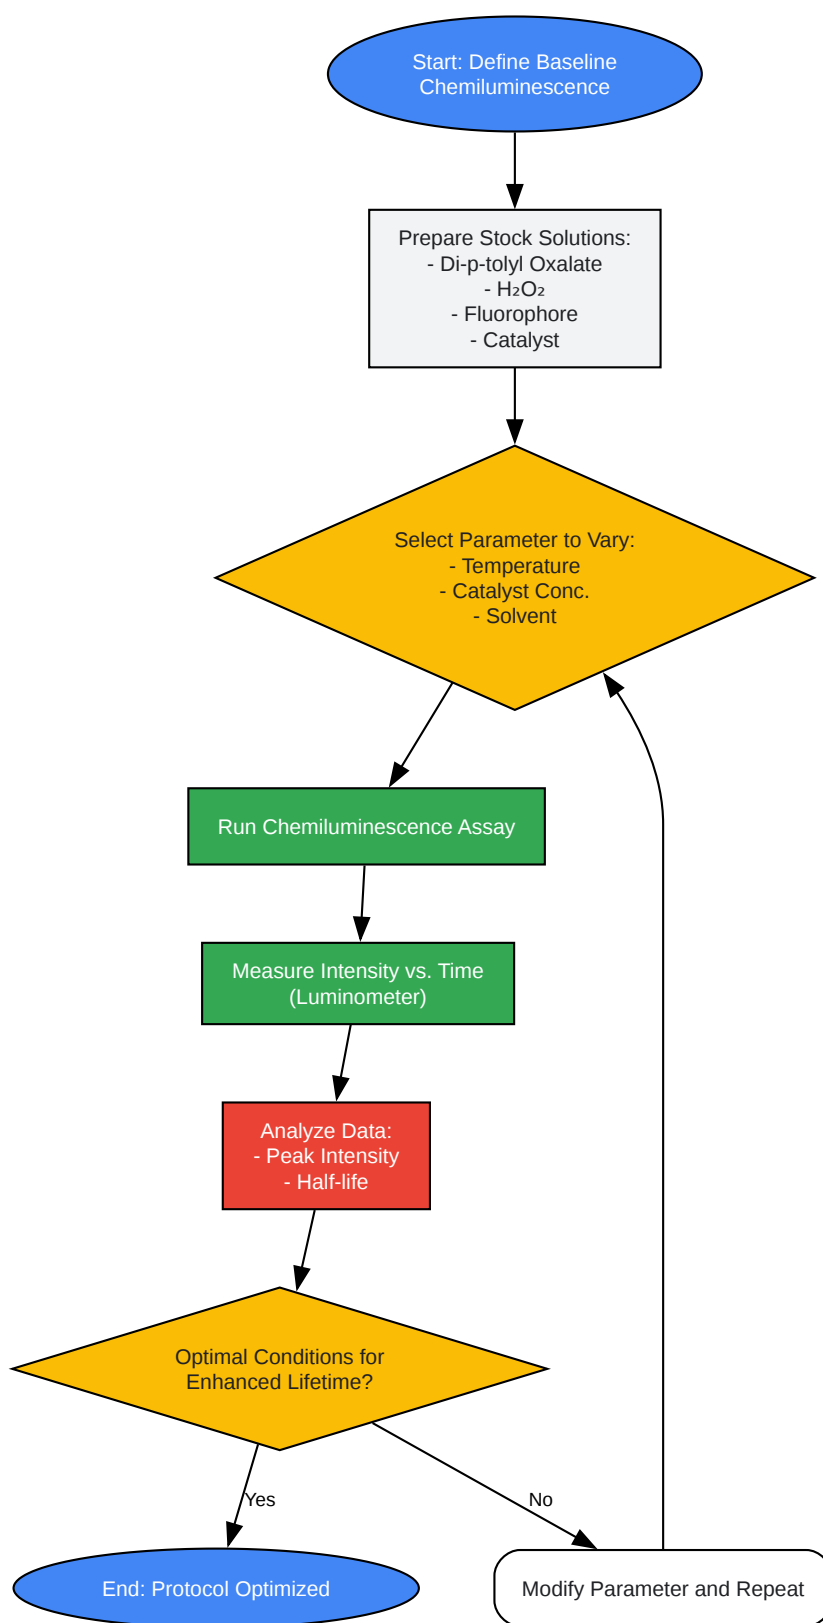 Start: Define Baseline
Chemiluminescence
Prepare Stock Solutions:
- Di-p-tolyl Oxalate
- H₂O₂
- Fluorophore
- Catalyst
Select Parameter to Vary:
- Temperature
- Catalyst Conc.
- Solvent
Run Chemiluminescence Assay
Measure Intensity vs. Time
(Luminometer)
Analyze Data:
- Peak Intensity
- Half-life
Optimal Conditions for
Enhanced Lifetime?
Yes
No
End: Protocol Optimized
Modify Parameter and Repeat